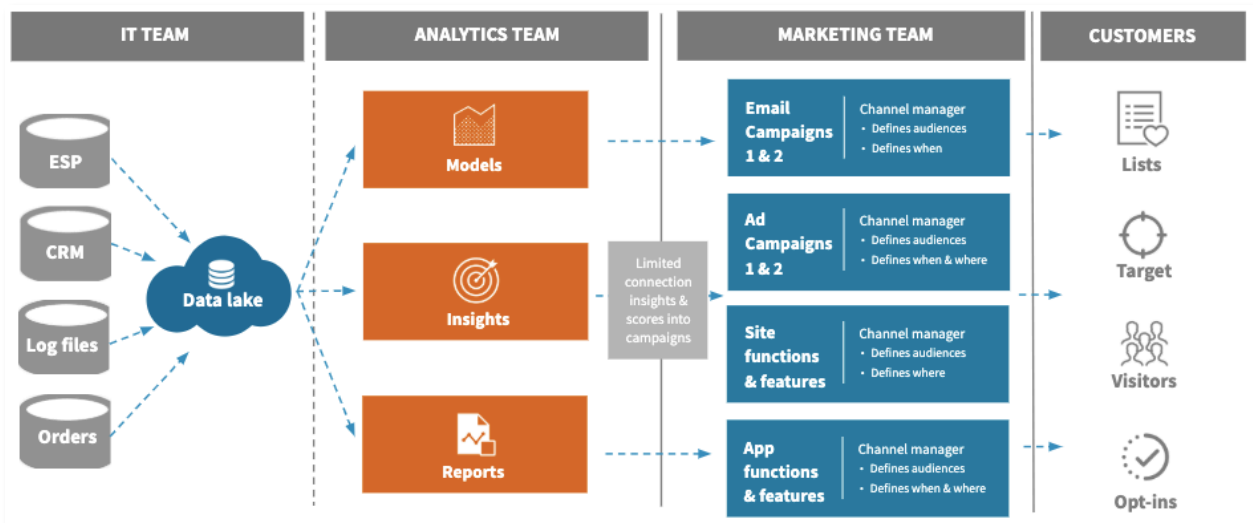 IT TEAM
ANALYTICS TEAM
MARKETING TEAM
CUSTOMERS
ESP
CRM
Log files
Orders
Data lake
Models
Insights
Reports
Limited
connection
insights &
scores into
campaigns
Email
Campaigns
1 & 2
Channel manager
• Defines audiences
• Defines when
Ad
Campaigns
1 & 2
Channel manager
• Defines audiences
• Defines when & where
Site
functions
& features
Channel manager
• Defines audiences
• Defines where
App
functions
& features
Channel manager
• Defines audiences
• Defines when & where
Lists
Target
Visitors
Opt-ins